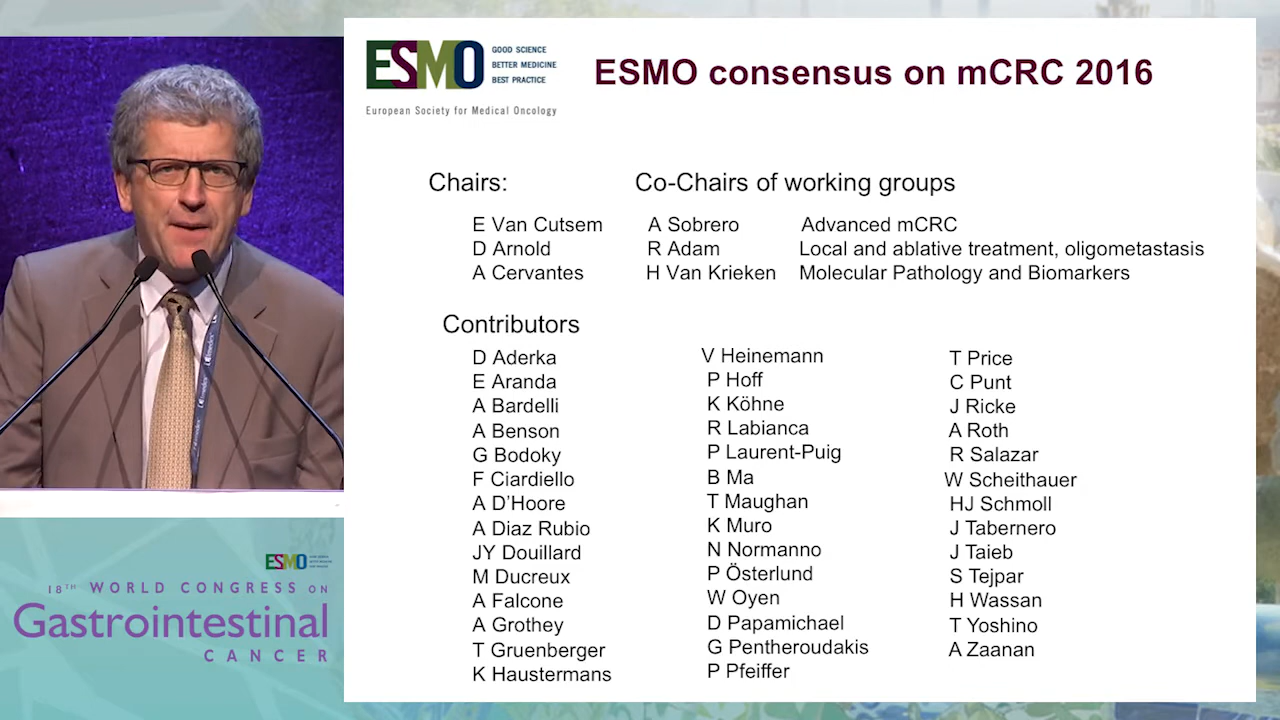 ESMO
GOOD SCIENCE
BETTER MEDICINE
BEST PRACTICE
European Society for Medical Oncology
ESMO consensus on mCRC 2016
Chairs:
Co-Chairs of working groups
E Van Cutsem A Sobrero Advanced mCRC
D Arnold R Adam Local and ablative treatment, oligometastasis
A Cervantes H Van Krieken Molecular Pathology and Biomarkers
Contributors
D Aderka
E Aranda
A Bardelli
A Benson
G Bodoky
F Ciardiello
A D'Hoore
A Diaz Rubio
JY Douillard
M Ducreux
A Falcone
A Grothey
T Gruenberger
K Haustermans
V Heinemann
P Hoff
K Köhne
R Labianca
P Laurent-Puig
B Ma
T Maughan
K Muro
N Normanno
P Österlund
W Oyen
D Papamichael
G Pentheroudakis
P Pfeiffer
T Price
C Punt
J Ricke
A Roth
R Salazar
W Scheithauer
HJ Schmoll
J Tabernero
J Taieb
S Tejpar
H Wassan
T Yoshino
A Zaanan
ESMO
18TH WORLD CONGRESS ON
Gastrointestinal
CANCER